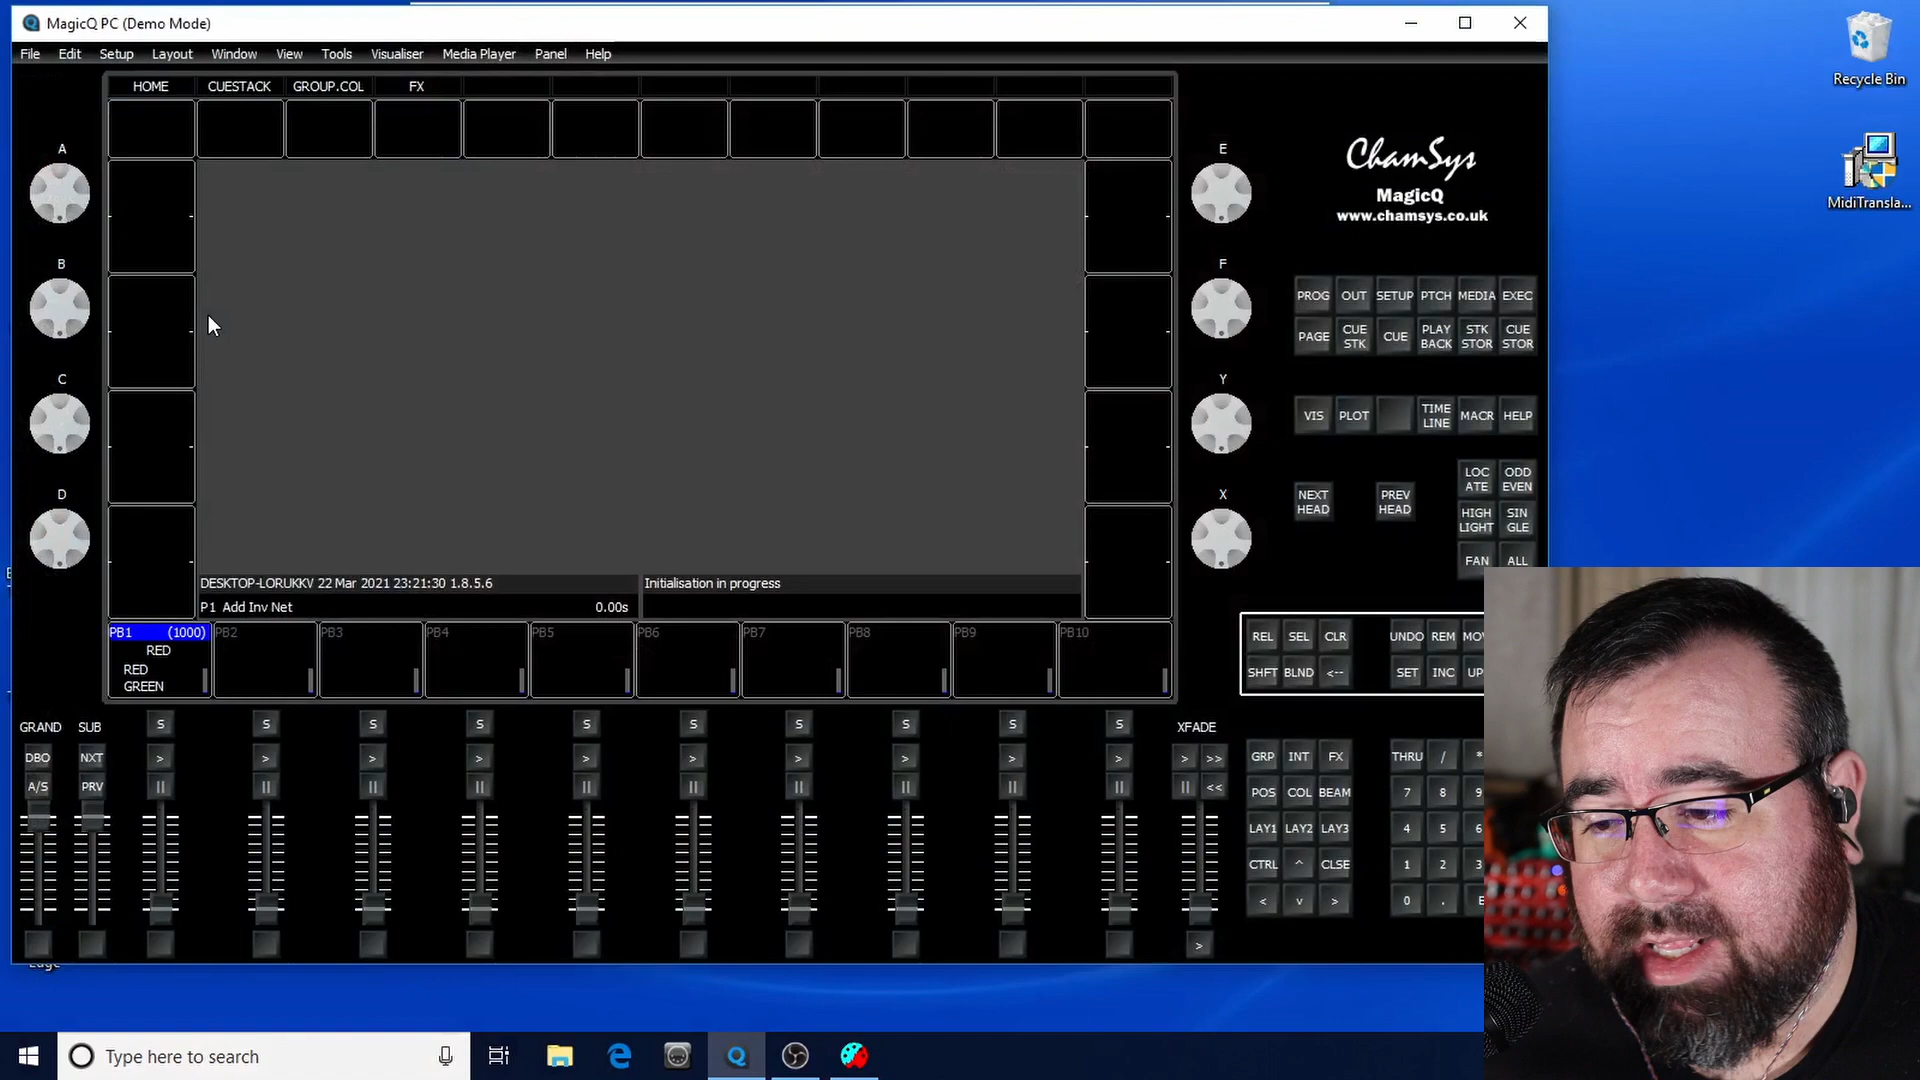 MagicQ PC (Demo Mode)
File Edit Setup Layout Window View Tools Visualiser Media Player Panel Help
HOME CUESTACK GROUP.COL FX
Recycle Bin
MidiTransla...
A
B
C
D
E
F
Y
X
ChamSys
MagicQ
www.chamsys.co.uk
PROG OUT SETUP PTCH MEDIA EXEC
PAGE CUE STK CUE PLAY BACK STK STOR CUE STOR
VIS PLOT TIME LINE MACR HELP
LOC ATE ODD EVEN
NEXT HEAD PREV HEAD
HIGH LIGHT SIN GLE
FAN ALL
DESKTOP-LORUKKV 22 Mar 2021 23:21:30 1.8.5.6
Initialisation in progress
P1 Add Inv Net 0.00s
PB1 (1000) PB2 PB3 PB4 PB5 PB6 PB7 PB8 PB9 PB10
RED
RED
GREEN
REL SEL CLR UNDO REM MOV
SHFT BLND <-- SET INC UP
GRAND SUB S S S S S S S S S S XFADE
DBO NXT > > > > > > > > > > > >>
A/S PRV || || || || || || || || || || || <<
GRP INT FX THRU / *
POS COL BEAM 7 8 9
LAY1 LAY2 LAY3 4 5 6
CTRL ^ CLSE 1 2 3
< v > 0 . E
>
Edge
Type here to search